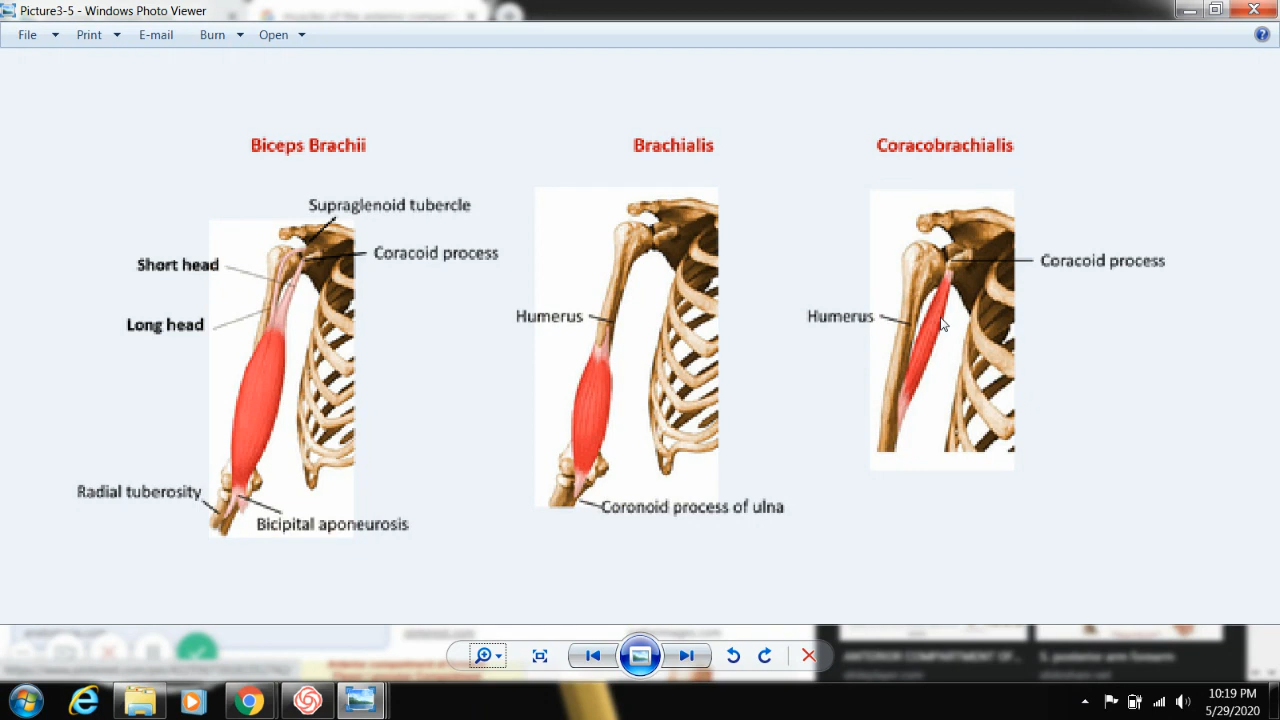 Picture3-5 - Windows Photo Viewer
File Print E-mail Burn Open
Biceps Brachii
Brachialis
Coracobrachialis
Supraglenoid tubercle
Coracoid process
Short head
Long head
Radial tuberosity
Bicipital aponeurosis
Humerus
Coronoid process of ulna
Coracoid process
Humerus
10:19 PM
5/29/2020